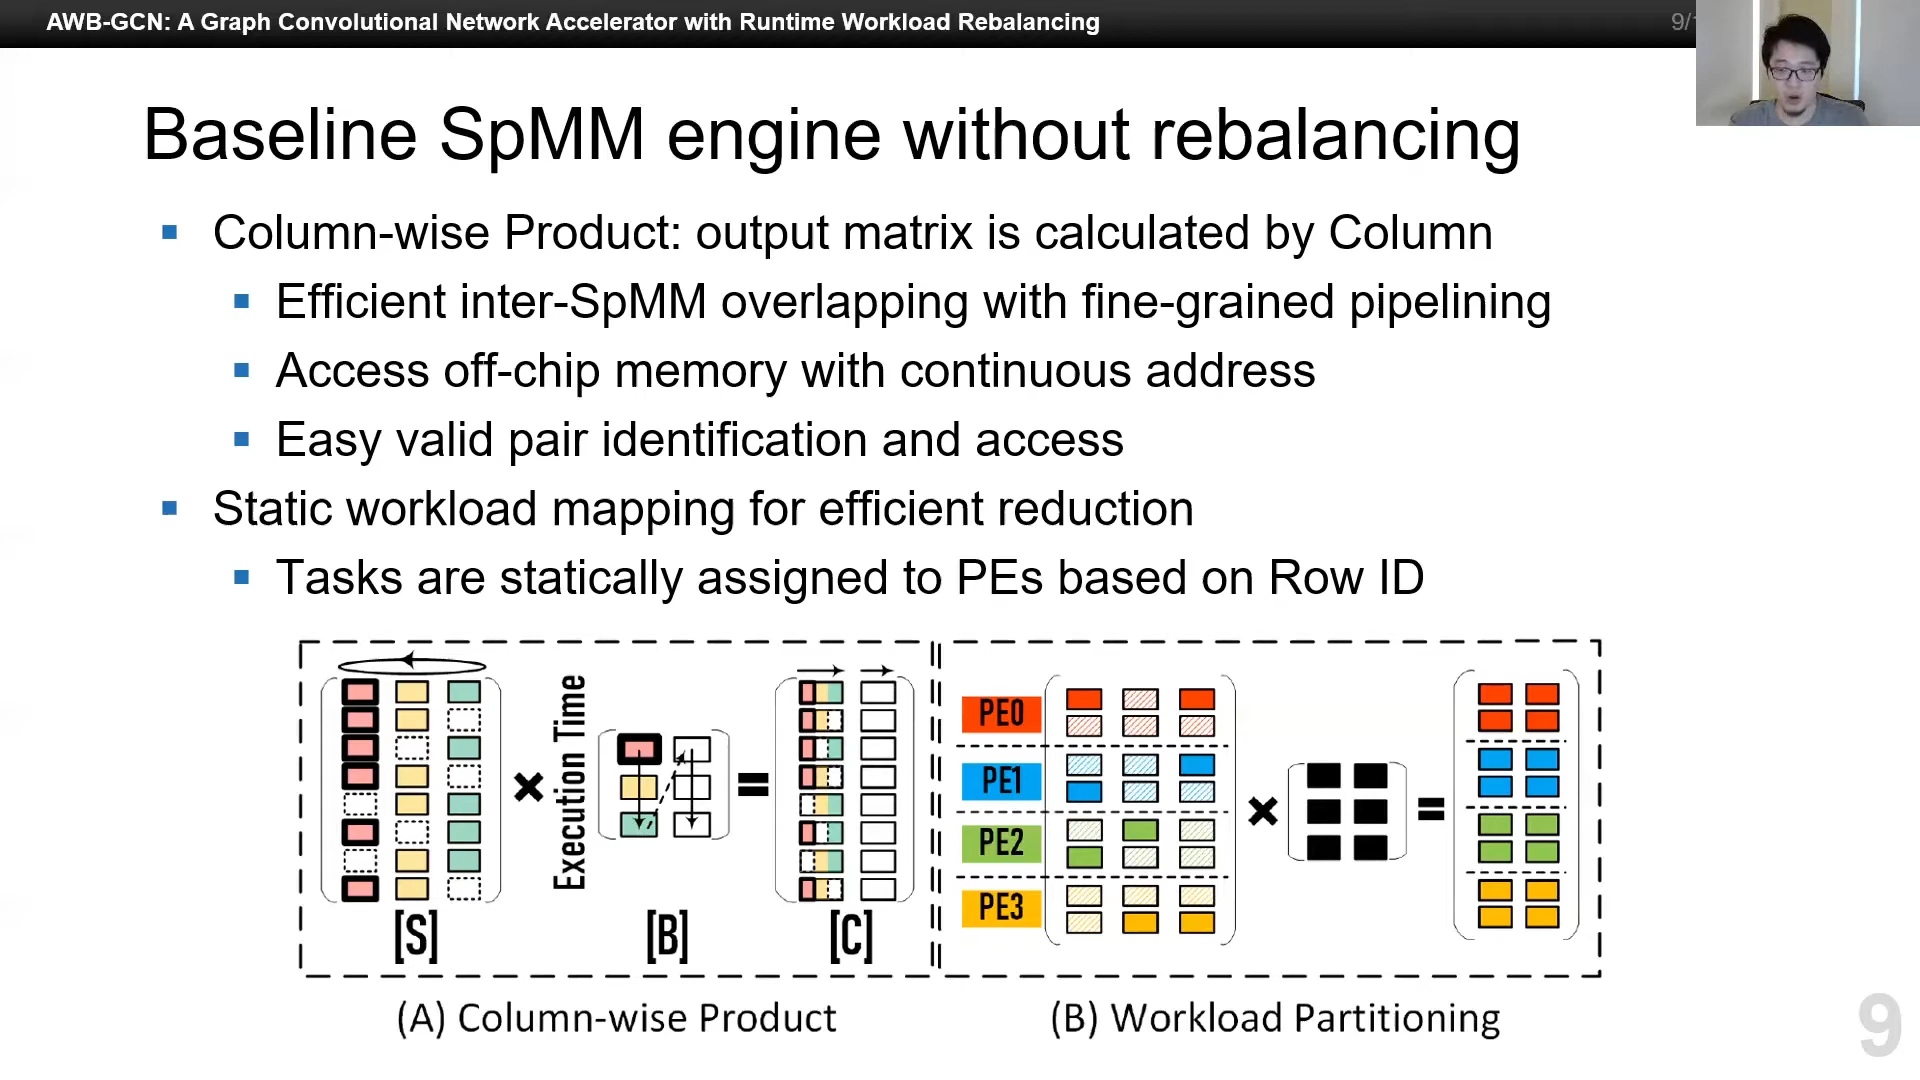 AWB-GCN: A Graph Convolutional Network Accelerator with Runtime Workload Rebalancing
9/
Baseline SpMM engine without rebalancing
Column-wise Product: output matrix is calculated by Column
Efficient inter-SpMM overlapping with fine-grained pipelining
Access off-chip memory with continuous address
Easy valid pair identification and access
Static workload mapping for efficient reduction
Tasks are statically assigned to PEs based on Row ID
Execution Time
[S]
[B]
[C]
PE0
PE1
PE2
PE3
(A) Column-wise Product
(B) Workload Partitioning
9